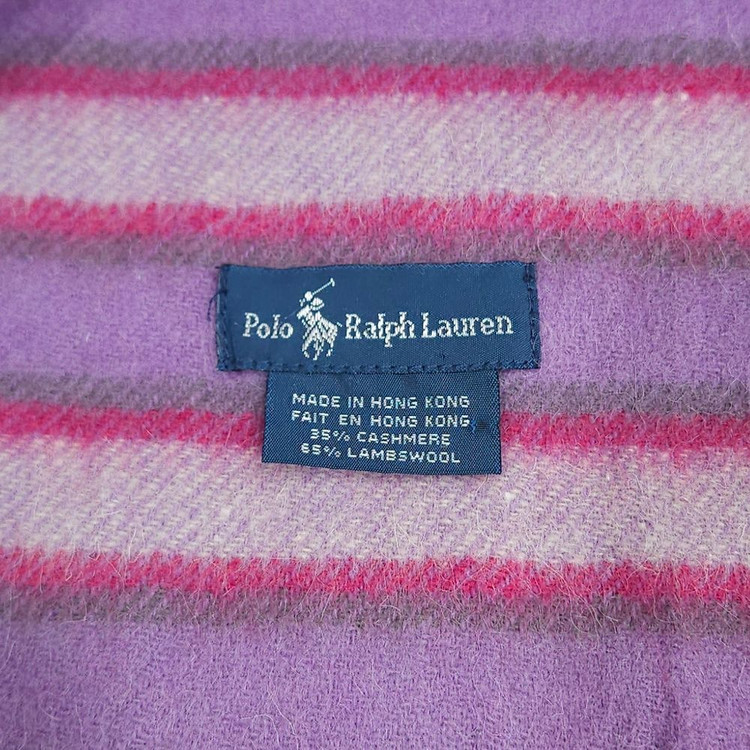 Polo Ralph Lauren
MADE IN HONG KONG
FAIT EN HONG KONG
35% CASHMERE
65% LAMBSWOOL